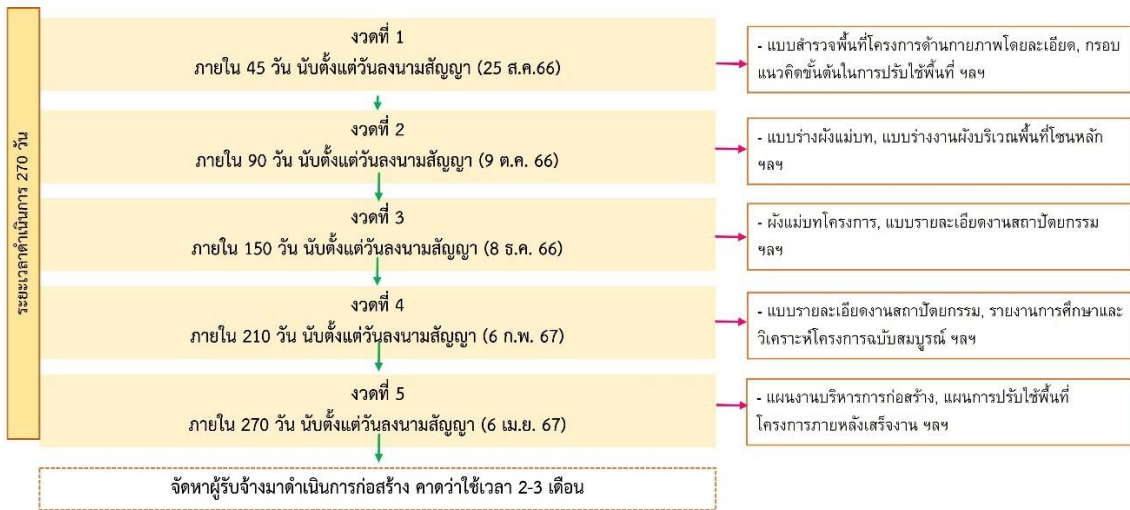 ระยะเวลาดำเนินการ 270 วัน
งวดที่ 1
ภายใน 45 วัน นับตั้งแต่วันลงนามสัญญา (25 ส.ค.66)
- แบบสำรวจพื้นที่โครงการด้านกายภาพโดยละเอียด, กรอบ
แนวคิดขั้นต้นในการปรับใช้พื้นที่ ฯลฯ
งวดที่ 2
ภายใน 90 วัน นับตั้งแต่วันลงนามสัญญา (9 ต.ค. 66)
- แบบร่างผังแม่บท, แบบร่างงานผังบริเวณพื้นที่โซนหลัก
ฯลฯ
งวดที่ 3
ภายใน 150 วัน นับตั้งแต่วันลงนามสัญญา (8 ธ.ค. 66)
- ผังแม่บทโครงการ, แบบรายละเอียดงานสถาปัตยกรรม
ฯลฯ
งวดที่ 4
ภายใน 210 วัน นับตั้งแต่วันลงนามสัญญา (6 ก.พ. 67)
- แบบรายละเอียดงานสถาปัตยกรรม, รายงานการศึกษาและ
วิเคราะห์โครงการฉบับสมบูรณ์ ฯลฯ
งวดที่ 5
ภายใน 270 วัน นับตั้งแต่วันลงนามสัญญา (6 เม.ย. 67)
- แผนงานบริหารการก่อสร้าง, แผนการปรับใช้พื้นที่
โครงการภายหลังเสร็จงาน ฯลฯ
จัดหาผู้รับจ้างมาดำเนินการก่อสร้าง คาดว่าใช้เวลา 2-3 เดือน